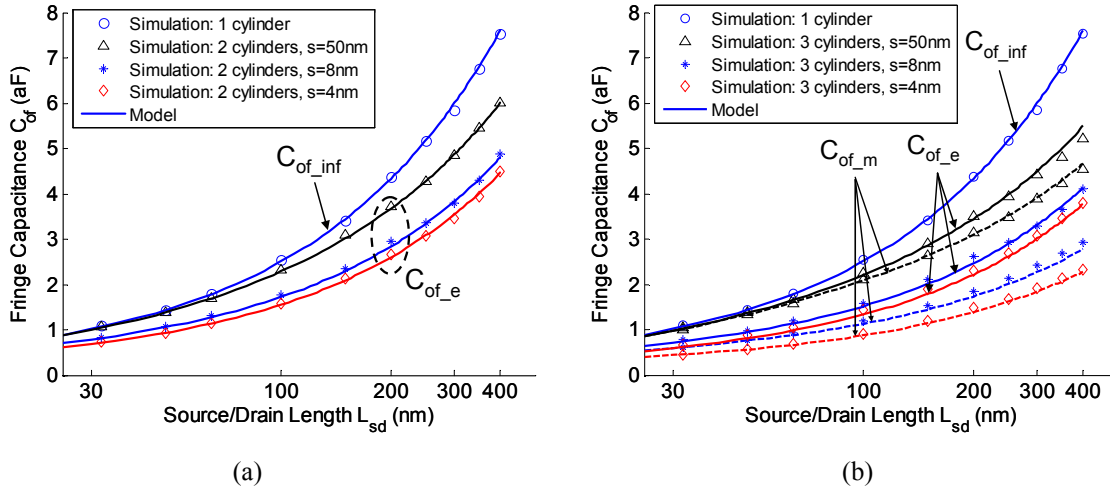 8
7
6
5
4
3
2
1
0
Fringe Capacitance C_of (aF)
Simulation: 1 cylinder
Simulation: 2 cylinders, s=50nm
Simulation: 2 cylinders, s=8nm
Simulation: 2 cylinders, s=4nm
Model
C_of_inf
C_of_e
30 100 200 300 400
Source/Drain Length L_sd (nm)
(a)
8
7
6
5
4
3
2
1
0
Fringe Capacitance C_of (aF)
Simulation: 1 cylinder
Simulation: 3 cylinders, s=50nm
Simulation: 3 cylinders, s=8nm
Simulation: 3 cylinders, s=4nm
Model
C_of_inf
C_of_m
C_of_e
30 100 200 300 400
Source/Drain Length L_sd (nm)
(b)